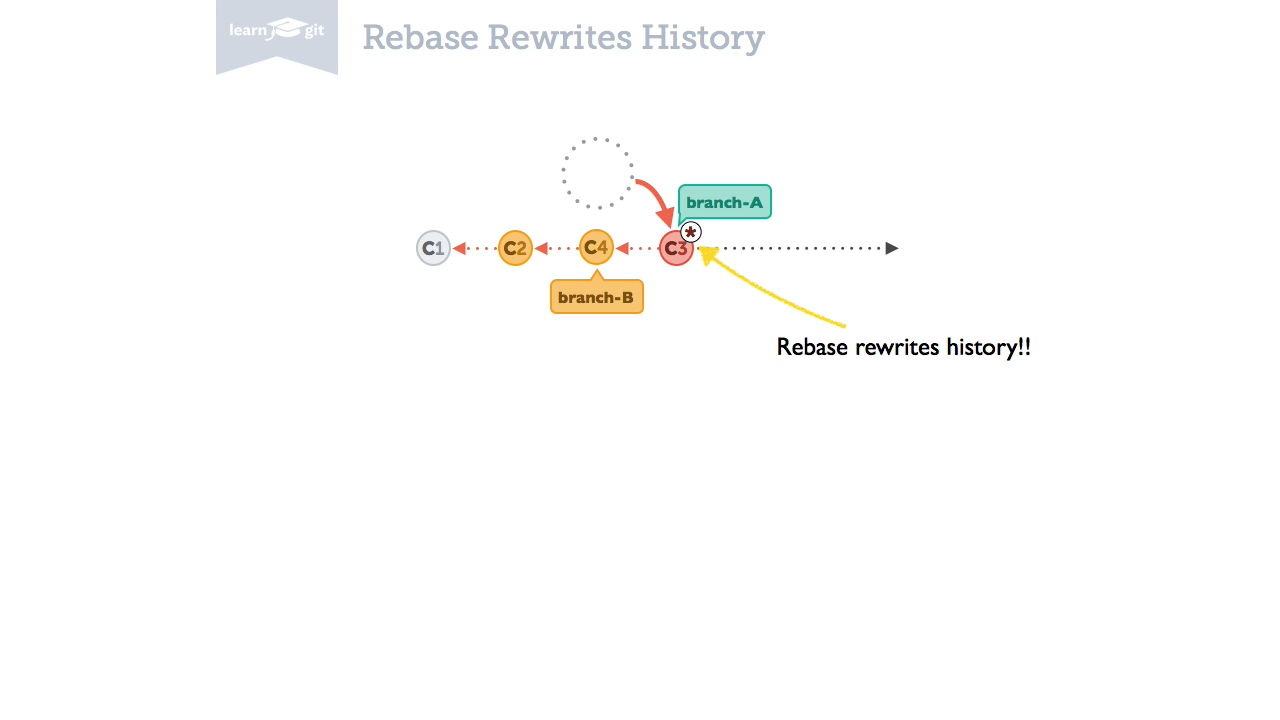 learn git
Rebase Rewrites History
branch-A
*
C1 C2 C4 C3
branch-B
Rebase rewrites history!!